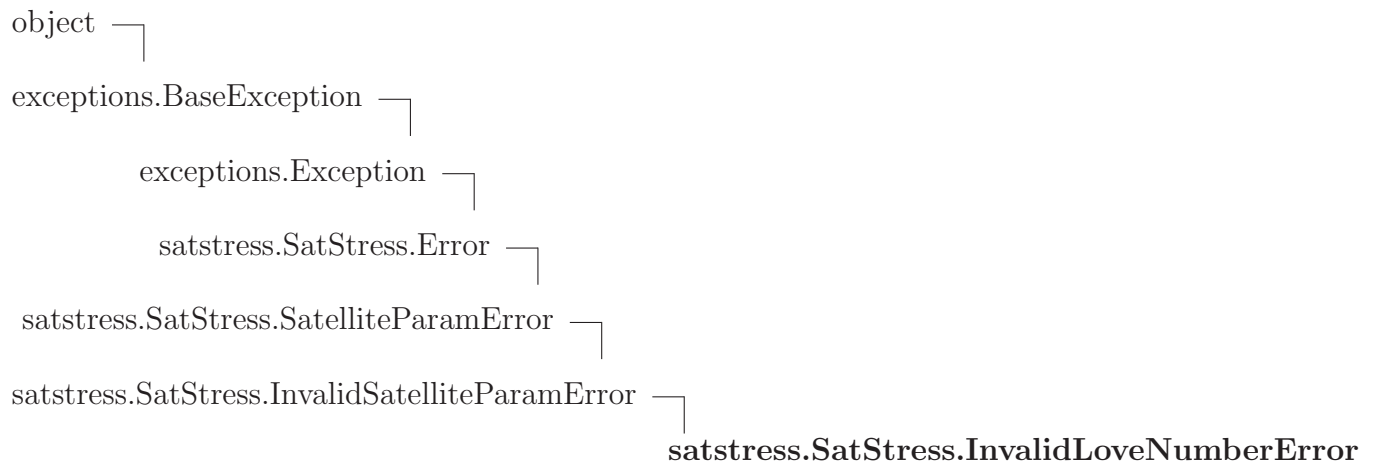 object
exceptions.BaseException
exceptions.Exception
satstress.SatStress.Error
satstress.SatStress.SatelliteParamError
satstress.SatStress.InvalidSatelliteParamError
satstress.SatStress.InvalidLoveNumberError